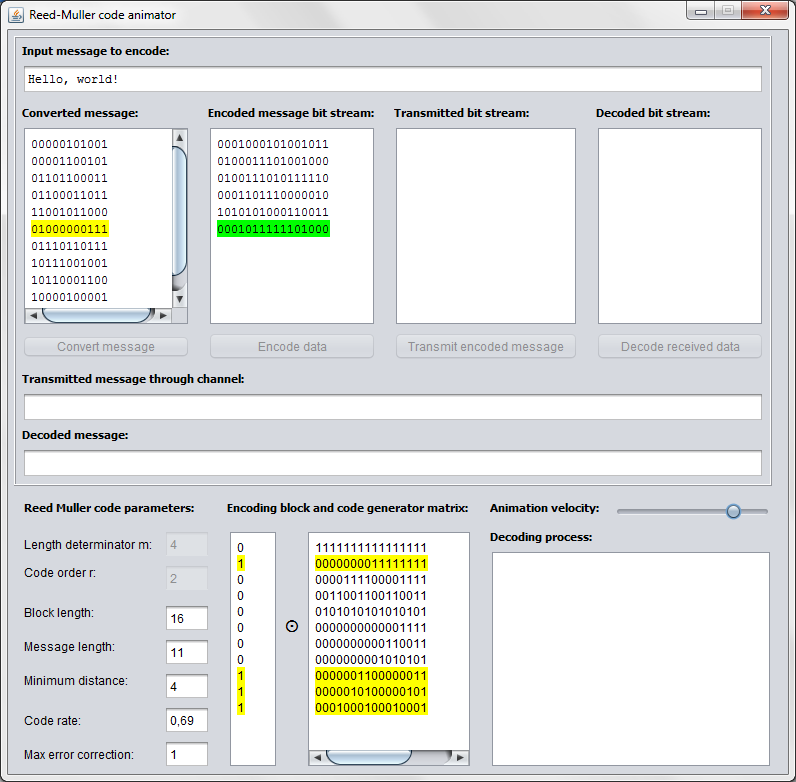 Reed-Muller code animator
Input message to encode:
Hello, world!
Converted message:
00000101001
00001100101
01101100011
01100011011
11001011000
01000000111
01110110111
10111001001
10110001100
10000100001
Convert message
Encoded message bit stream:
0001000101001011
0100011101001000
0100111010111110
0001101110000010
1010101000110011
0001011111101000
Encode data
Transmitted bit stream:
Transmit encoded message
Decoded bit stream:
Decode received data
Transmitted message through channel:
Decoded message:
Reed Muller code parameters:
Length determinator m: 4
Code order r: 2
Block length: 16
Message length: 11
Minimum distance: 4
Code rate: 0,69
Max error correction: 1
Encoding block and code generator matrix:
0
1
0
0
0
0
0
0
1
1
1
⊙
1111111111111111
0000000011111111
0000111100001111
0011001100110011
0101010101010101
0000000000001111
0000000000110011
0000000001010101
0000001100000011
0000010100000101
0001000100010001
Animation velocity:
Decoding process: